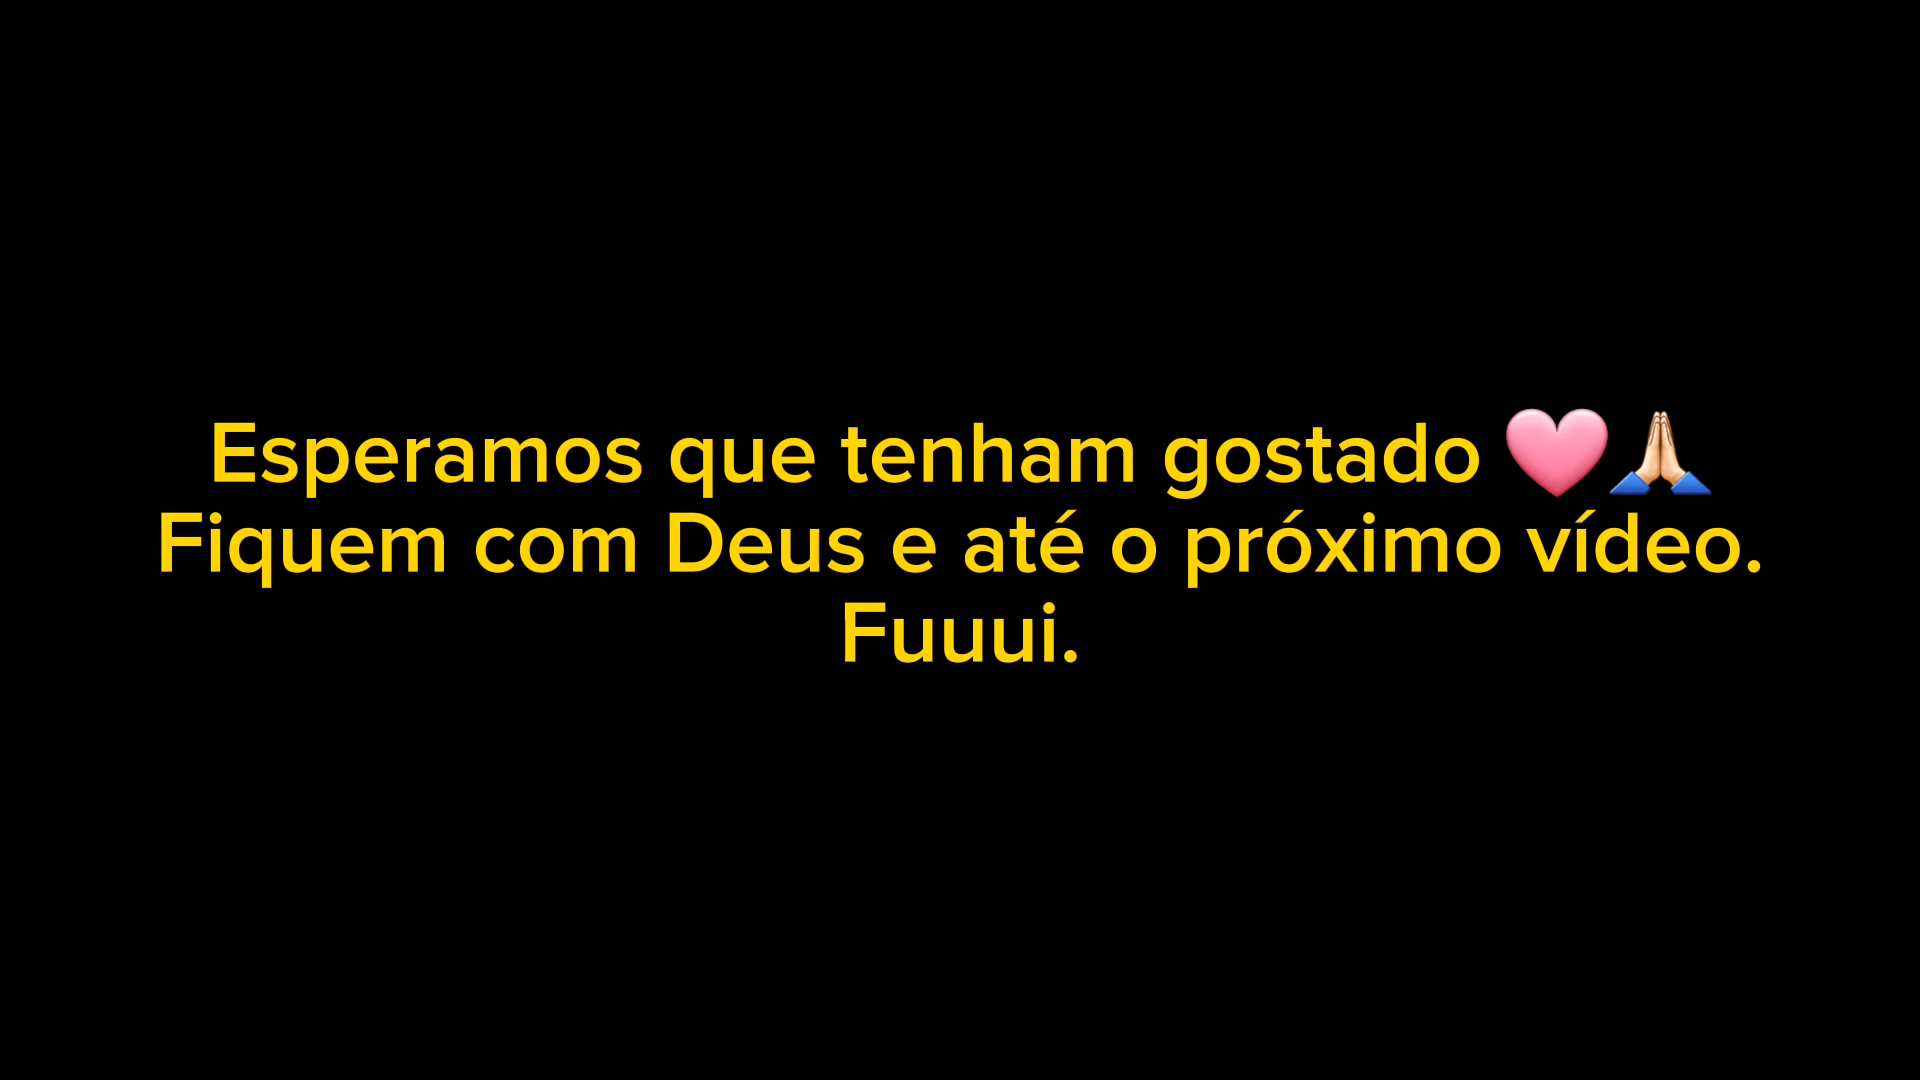 Esperamos que tenham gostado 🩷🙏🏻
Fiquem com Deus e até o próximo vídeo.
Fuuui.